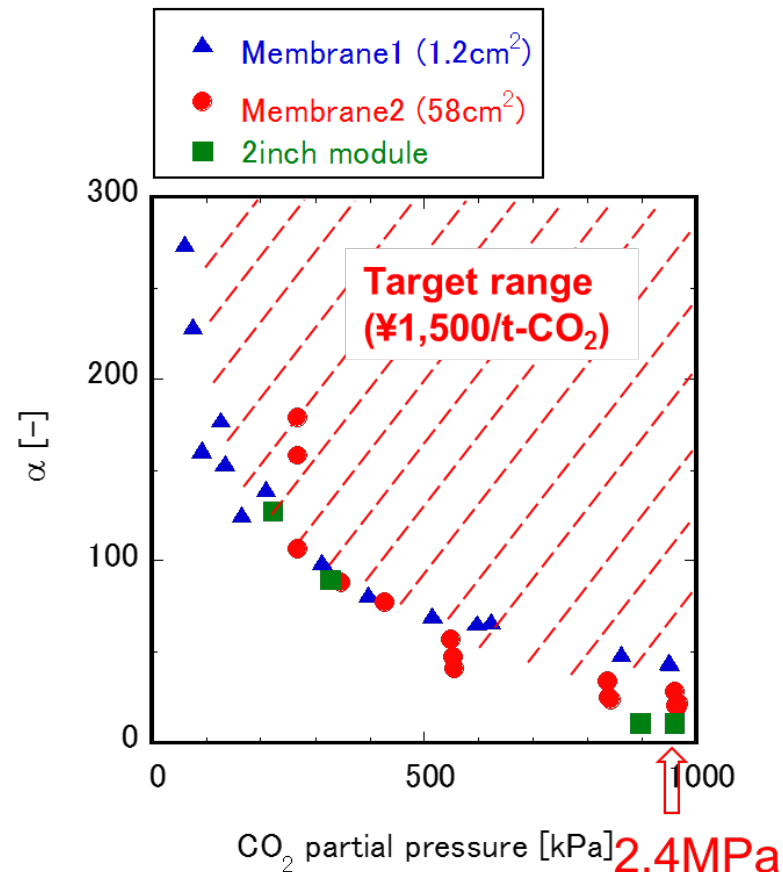 Membrane1 (1.2cm²)
Membrane2 (58cm²)
2inch module
300
200
100
0
α [-]
Target range
(¥1,500/t-CO₂)
0
500
1000
CO₂ partial pressure [kPa]
2.4MPa